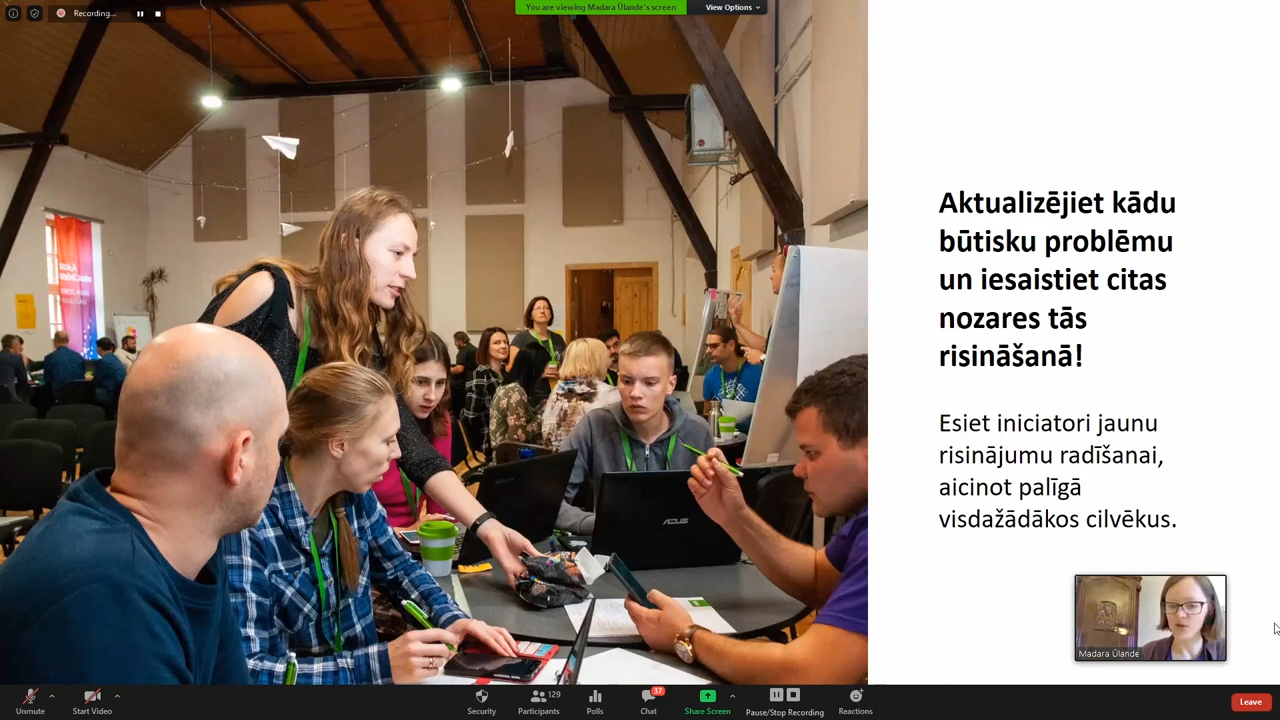 Recording...
You are viewing Madara Ūlande's screen
View Options
Aktualizējiet kādu
būtisku problēmu
un iesaistiet citas
nozares tās
risināšanā!
Esiet iniciatori jaunu
risinājumu radīšanai,
aicinot palīgā
visdažādākos cilvēkus.
ASUS
Madara Ūlande
Unmute
Start Video
Security
Participants
129
Polls
Chat
37
Share Screen
Pause/Stop Recording
Reactions
Leave